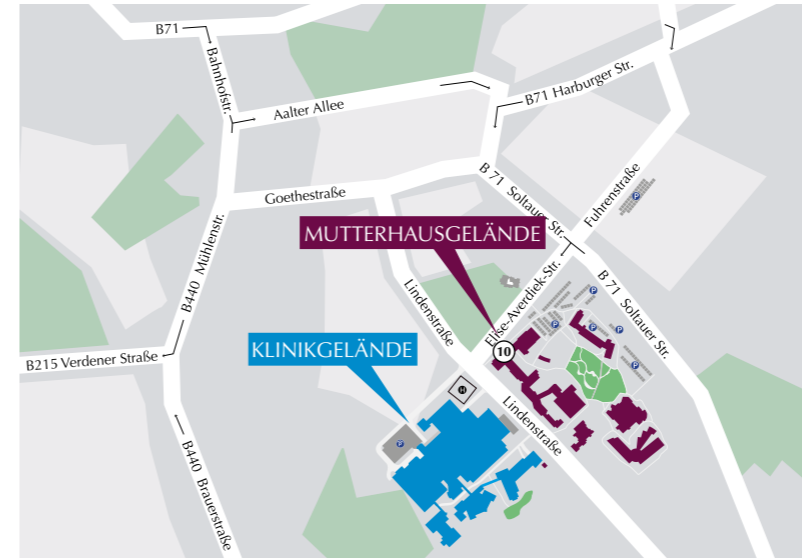 B71
Bahnhofstr.
Aalter Allee
B71 Harburger Str.
Goethestraße
B 71 Soltauer Str.
Fuhrenstraße
P
MUTTERHAUSGELÄNDE
B440 Mühlenstr.
Lindenstraße
Elise-Averdiek-Str.
B 71 Soltauer Str.
P
P
P
P
P
KLINIKGELÄNDE
10
B215 Verdener Straße
H
Lindenstraße
P
B440 Brauerstraße